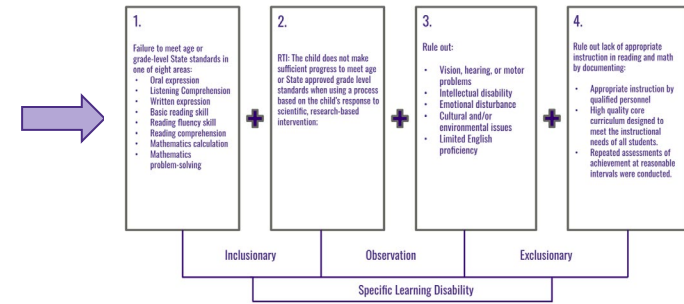 1.
Failure to meet age or
grade-level State standards in
one of eight areas:
• Oral expression
• Listening Comprehension
• Written expression
• Basic reading skill
• Reading fluency skill
• Reading comprehension
• Mathematics calculation
• Mathematics
problem-solving
2.
RTI: The child does not make
sufficient progress to meet age
or State approved grade level
standards when using a process
based on the child's response to
scientific, research-based
intervention;
3.
Rule out:
• Vision, hearing, or motor
problems
• Intellectual disability
• Emotional disturbance
• Cultural and/or
environmental issues
• Limited English
proficiency
4.
Rule out lack of appropriate
instruction in reading and math
by documenting:
• Appropriate instruction by
qualified personnel
• High quality core
curriculum designed to
meet the instructional
needs of all students.
• Repeated assessments of
achievement at reasonable
intervals were conducted.
Inclusionary
Observation
Exclusionary
Specific Learning Disability